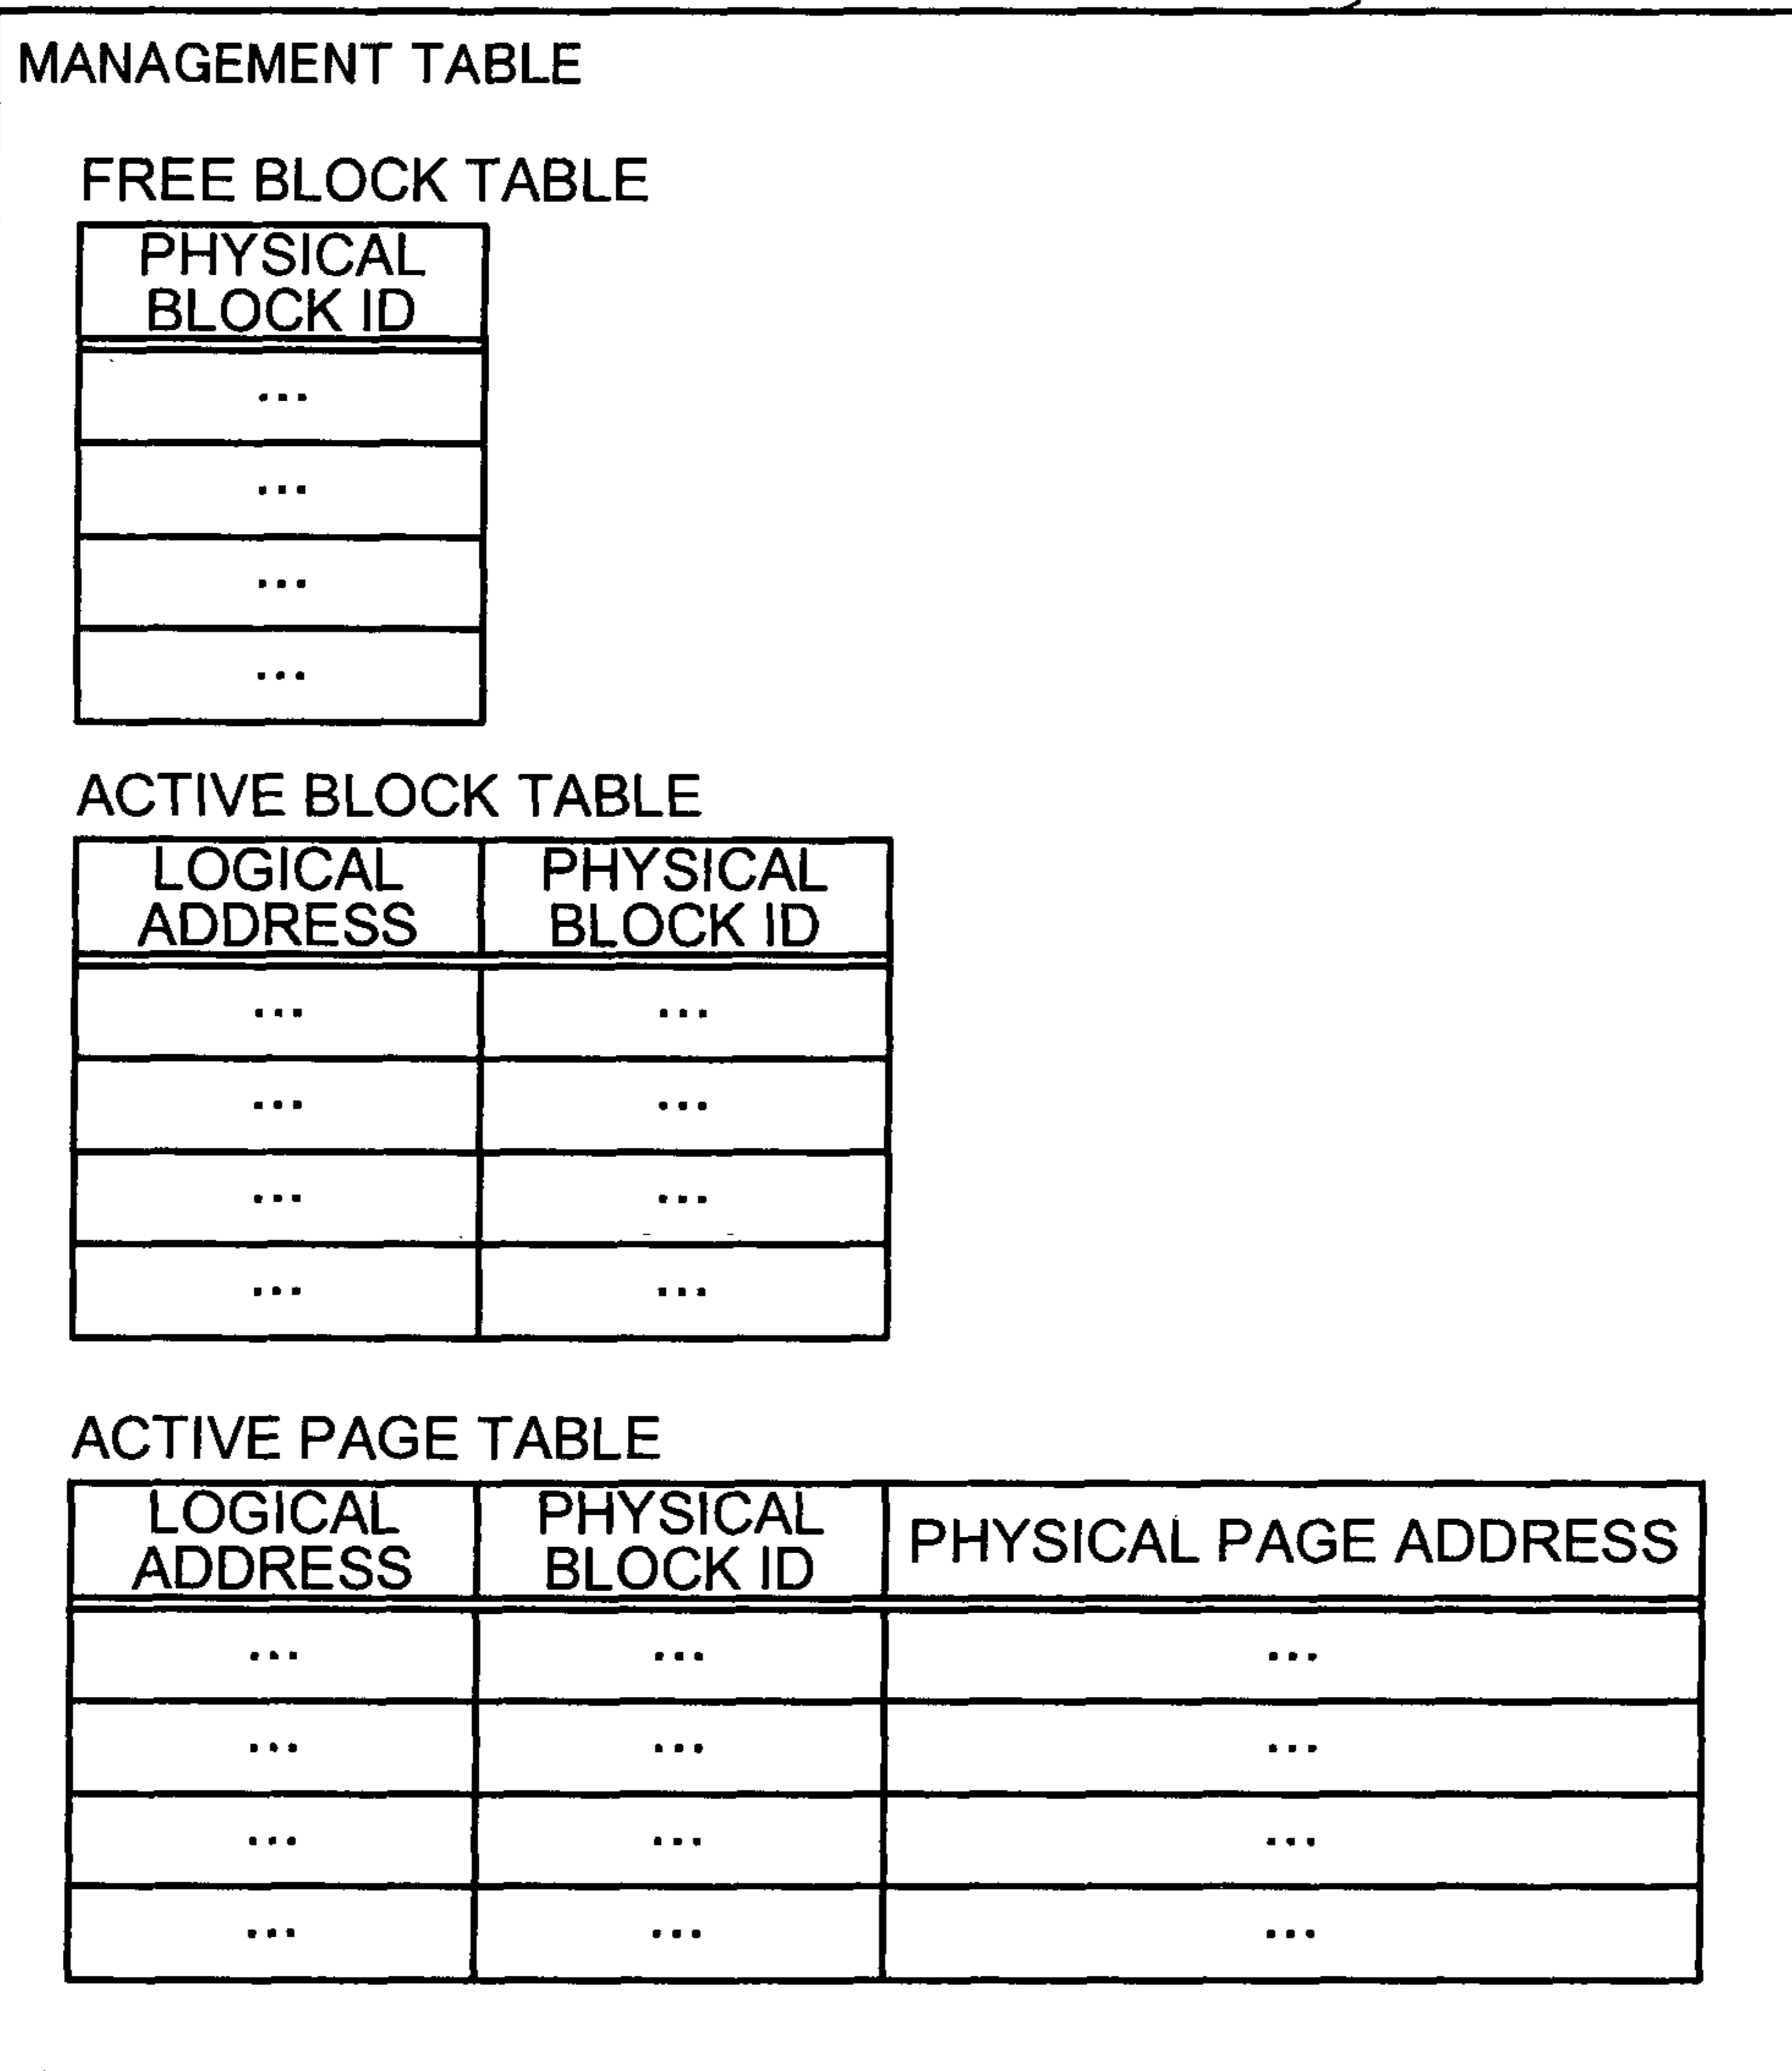 MANAGEMENT TABLE
FREE BLOCK TABLE
PHYSICAL
BLOCK ID
...
...
...
...
ACTIVE BLOCK TABLE
LOGICAL ADDRESS PHYSICAL BLOCK ID
... ...
... ...
... ...
... ...
ACTIVE PAGE TABLE
LOGICAL ADDRESS PHYSICAL BLOCK ID PHYSICAL PAGE ADDRESS
... ... ...
... ... ...
... ... ...
... ... ...